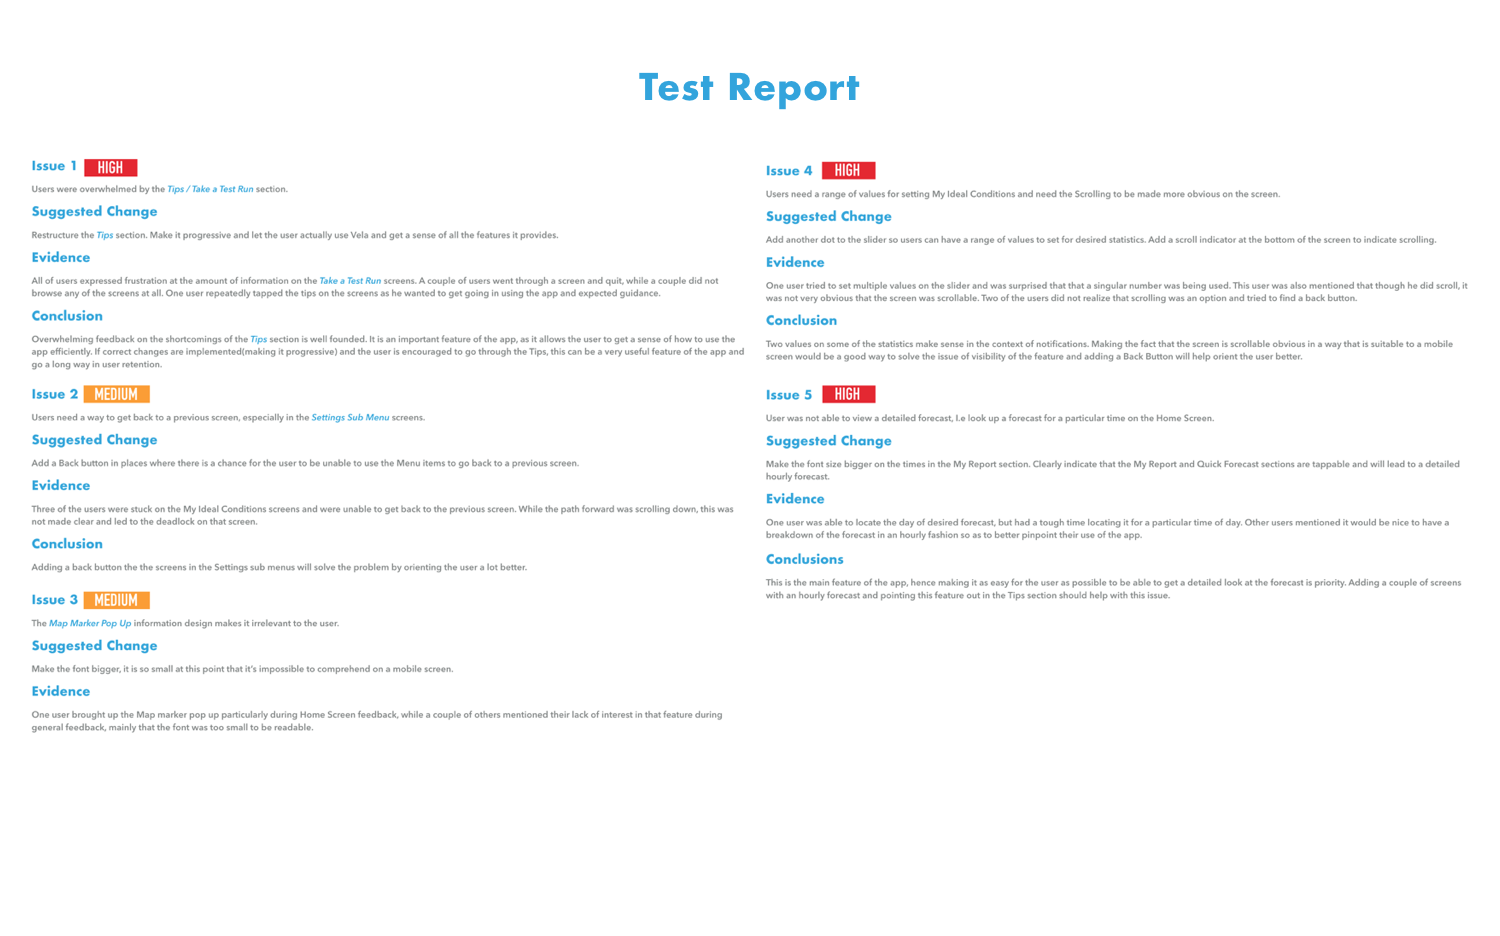 Test Report
Issue 1 HIGH
Users were overwhelmed by the Tips / Take a Test Run section.
Suggested Change
Restructure the Tips section. Make it progressive and let the user actually use Vela and get a sense of all the features it provides.
Evidence
All of users expressed frustration at the amount of information on the Take a Test Run screens. A couple of users went through a screen and quit, while a couple did not
browse any of the screens at all. One user repeatedly tapped the tips on the screens as he wanted to get going in using the app and expected guidance.
Conclusion
Overwhelming feedback on the shortcomings of the Tips section is well founded. It is an important feature of the app, as it allows the user to get a sense of how to use the
app efficiently. If correct changes are implemented(making it progressive) and the user is encouraged to go through the Tips, this can be a very useful feature of the app and
go a long way in user retention.
Issue 2 MEDIUM
Users need a way to get back to a previous screen, especially in the Settings Sub Menu screens.
Suggested Change
Add a Back button in places where there is a chance for the user to be unable to use the Menu items to go back to a previous screen.
Evidence
Three of the users were stuck on the My Ideal Conditions screens and were unable to get back to the previous screen. While the path forward was scrolling down, this was
not made clear and led to the deadlock on that screen.
Conclusion
Adding a back button the the screens in the Settings sub menus will solve the problem by orienting the user a lot better.
Issue 3 MEDIUM
The Map Marker Pop Up information design makes it irrelevant to the user.
Suggested Change
Make the font bigger, it is so small at this point that it's impossible to comprehend on a mobile screen.
Evidence
One user brought up the Map marker pop up particularly during Home Screen feedback, while a couple of others mentioned their lack of interest in that feature during
general feedback, mainly that the font was too small to be readable.
Issue 4 HIGH
Users need a range of values for setting My Ideal Conditions and need the Scrolling to be made more obvious on the screen.
Suggested Change
Add another dot to the slider so users can have a range of values to set for desired statistics. Add a scroll indicator at the bottom of the screen to indicate scrolling.
Evidence
One user tried to set multiple values on the slider and was surprised that that a singular number was being used. This user was also mentioned that though he did scroll, it
was not very obvious that the screen was scrollable. Two of the users did not realize that scrolling was an option and tried to find a back button.
Conclusion
Two values on some of the statistics make sense in the context of notifications. Making the fact that the screen is scrollable obvious in a way that is suitable to a mobile
screen would be a good way to solve the issue of visibility of the feature and adding a Back Button will help orient the user better.
Issue 5 HIGH
User was not able to view a detailed forecast, I.e look up a forecast for a particular time on the Home Screen.
Suggested Change
Make the font size bigger on the times in the My Report section. Clearly indicate that the My Report and Quick Forecast sections are tappable and will lead to a detailed
hourly forecast.
Evidence
One user was able to locate the day of desired forecast, but had a tough time locating it for a particular time of day. Other users mentioned it would be nice to have a
breakdown of the forecast in an hourly fashion so as to better pinpoint their use of the app.
Conclusions
This is the main feature of the app, hence making it as easy for the user as possible to be able to get a detailed look at the forecast is priority. Adding a couple of screens
with an hourly forecast and pointing this feature out in the Tips section should help with this issue.